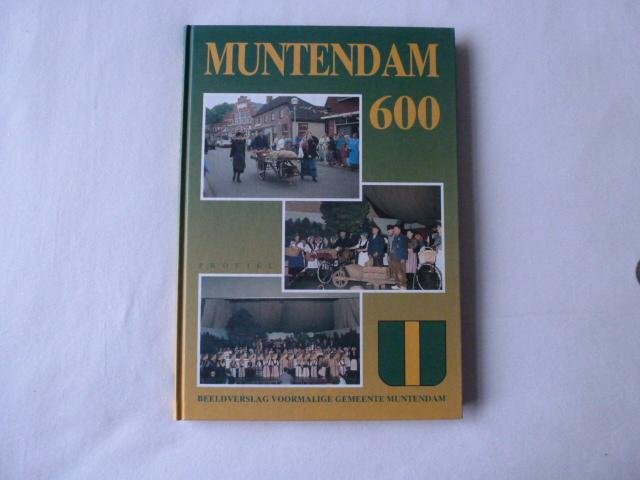 MUNTENDAM
600
PROFIEL
BEELDVERSLAG VOORMALIGE GEMEENTE MUNTENDAM